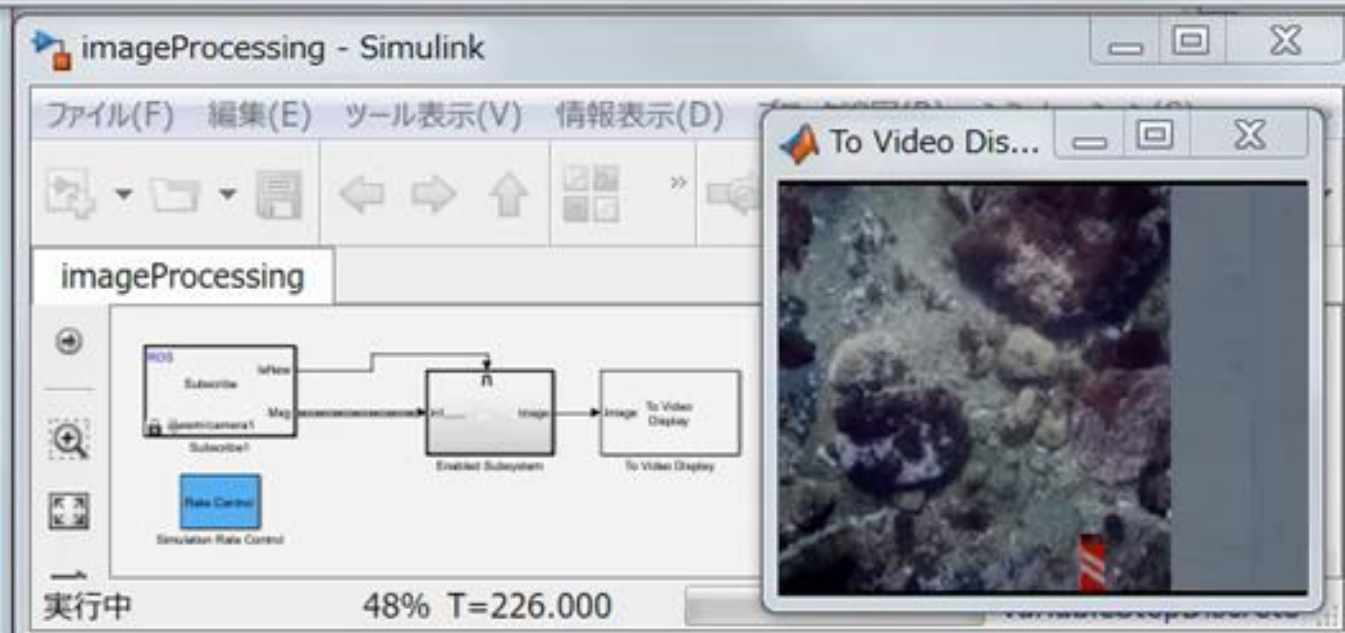 imageProcessing - Simulink
ファイル(F) 編集(E) ツール表示(V) 情報表示(D)
To Video Dis...
imageProcessing
ROS
IsNew
Subscribe
Msg
Subscribe1
In1
Image
Enabled Subsystem
Image
To Video
Display
To Video Display
Rate Control
Simulation Rate Control
実行中 48% T=226.000